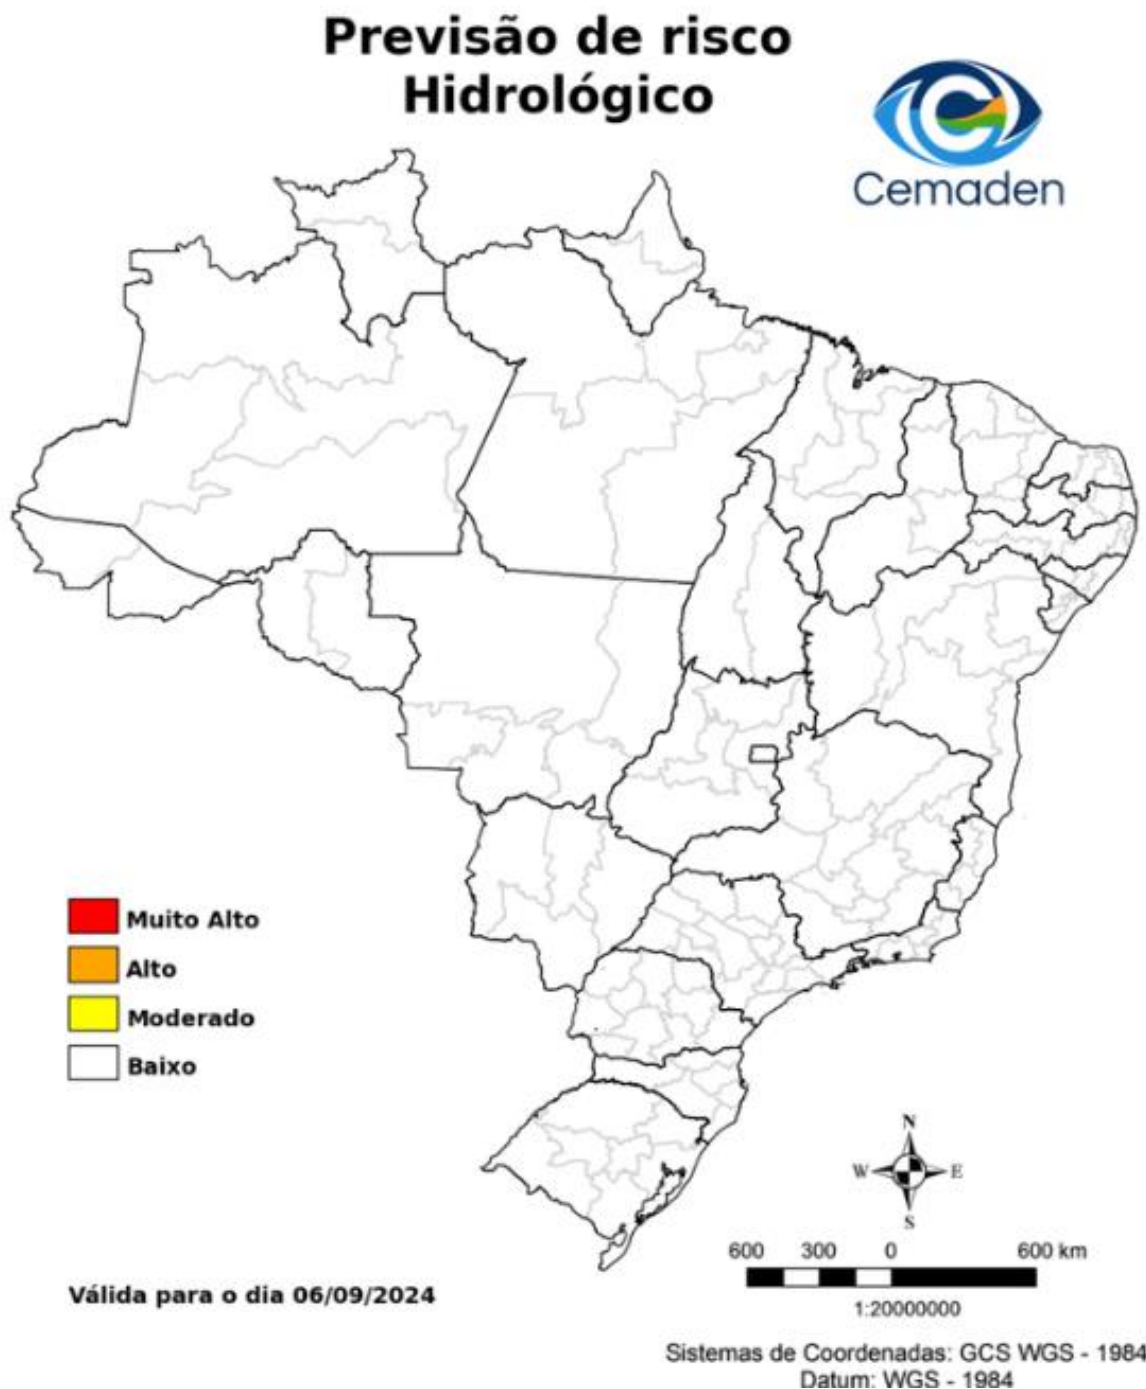 Previsão de risco
Hidrológico
Cemaden
Muito Alto
Alto
Moderado
Baixo
N
W E
S
600 300 0 600 km
1:20000000
Válida para o dia 06/09/2024
Sistemas de Coordenadas: GCS WGS - 1984
Datum: WGS - 1984